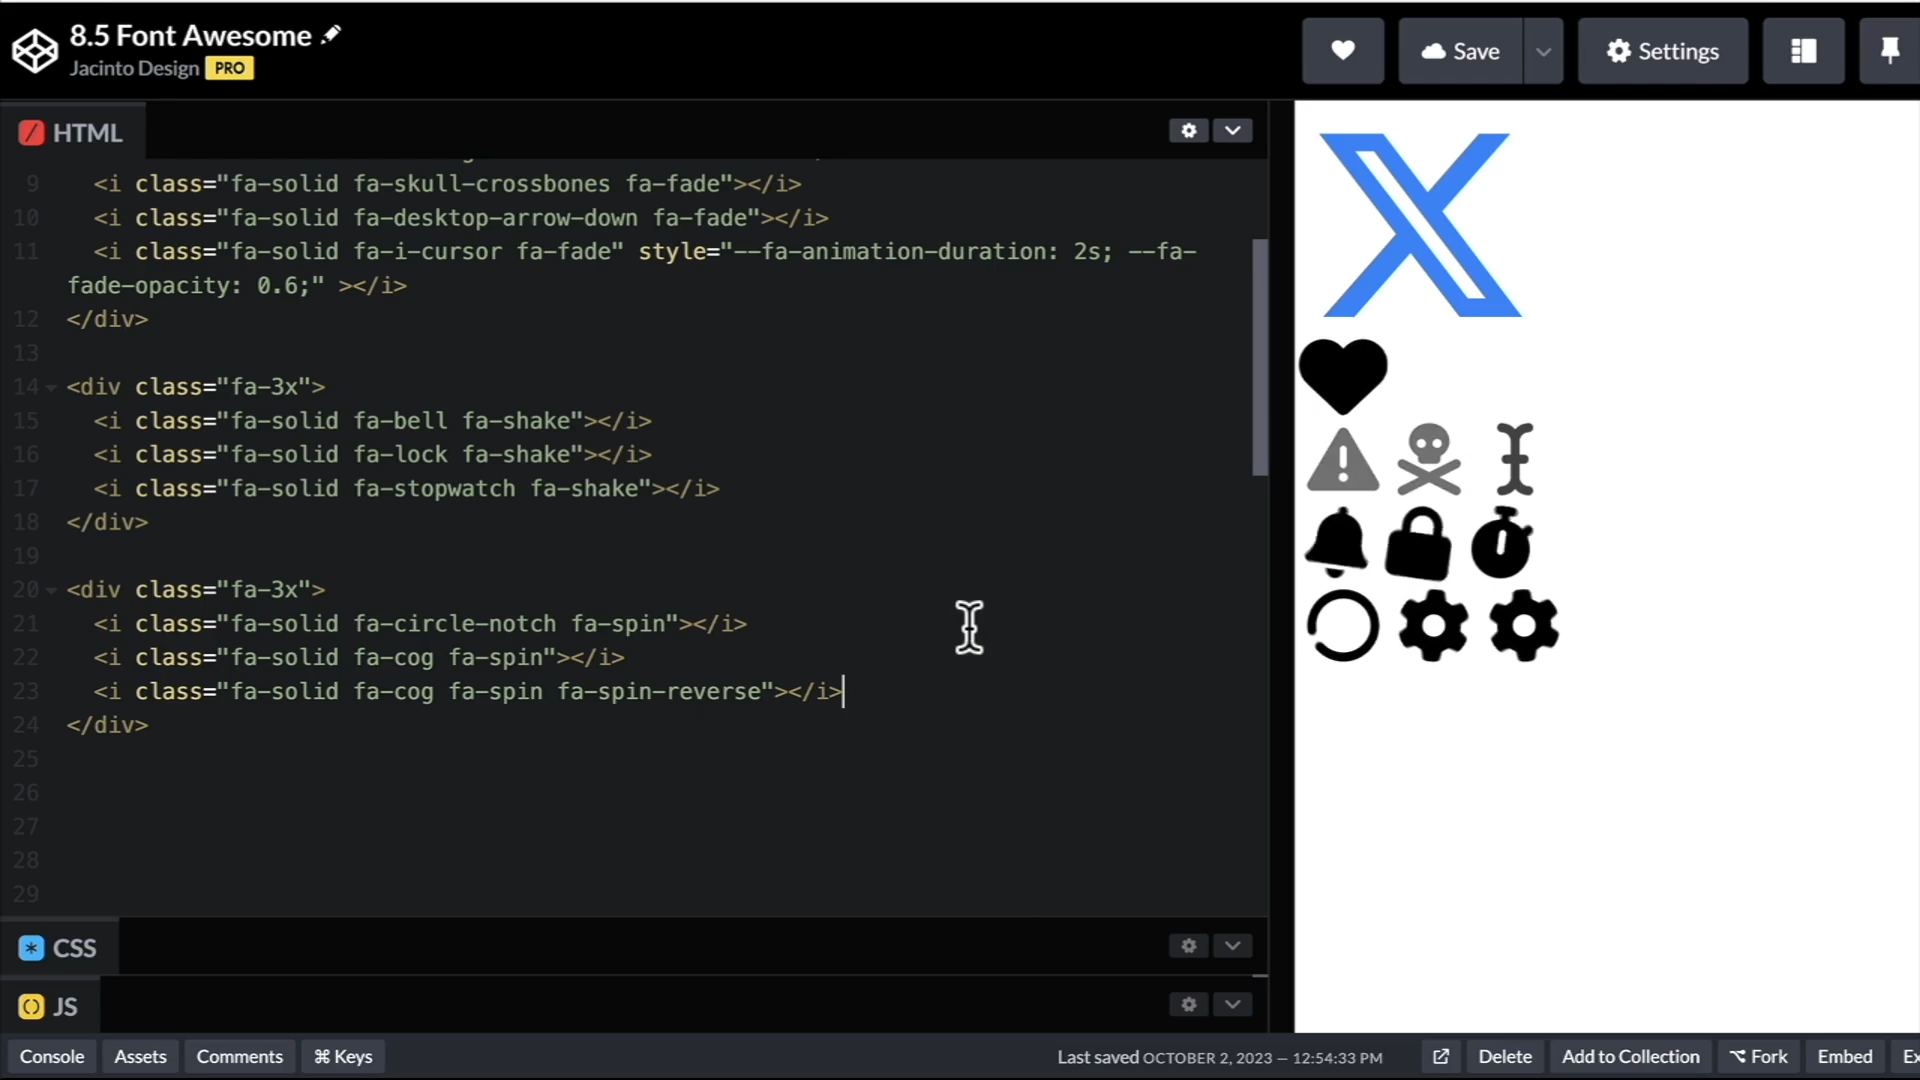 8.5 Font Awesome
Jacinto Design PRO
Save
Settings
HTML
9 <i class="fa-solid fa-skull-crossbones fa-fade"></i>
10 <i class="fa-solid fa-desktop-arrow-down fa-fade"></i>
11 <i class="fa-solid fa-i-cursor fa-fade" style="--fa-animation-duration: 2s; --fa-
fade-opacity: 0.6;" ></i>
12 </div>
13
14 <div class="fa-3x">
15 <i class="fa-solid fa-bell fa-shake"></i>
16 <i class="fa-solid fa-lock fa-shake"></i>
17 <i class="fa-solid fa-stopwatch fa-shake"></i>
18 </div>
19
20 <div class="fa-3x">
21 <i class="fa-solid fa-circle-notch fa-spin"></i>
22 <i class="fa-solid fa-cog fa-spin"></i>
23 <i class="fa-solid fa-cog fa-spin fa-spin-reverse"></i>
24 </div>
25
26
27
28
29
CSS
JS
Console Assets Comments ⌘ Keys Last saved OCTOBER 2, 2023 — 12:54:33 PM Delete Add to Collection ⌥ Fork Embed Ex